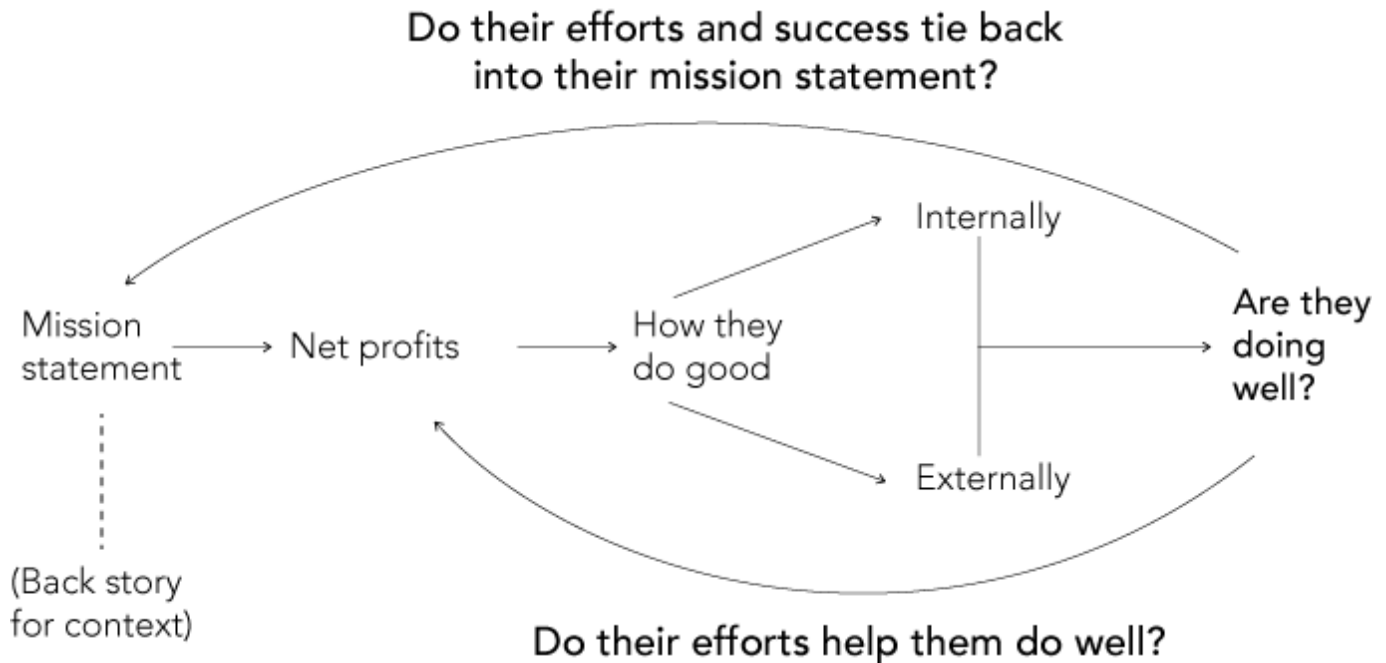 Do their efforts and success tie back
into their mission statement?
Internally
Mission
statement
Net profits
How they
do good
Are they
doing
well?
Externally
(Back story
for context)
Do their efforts help them do well?